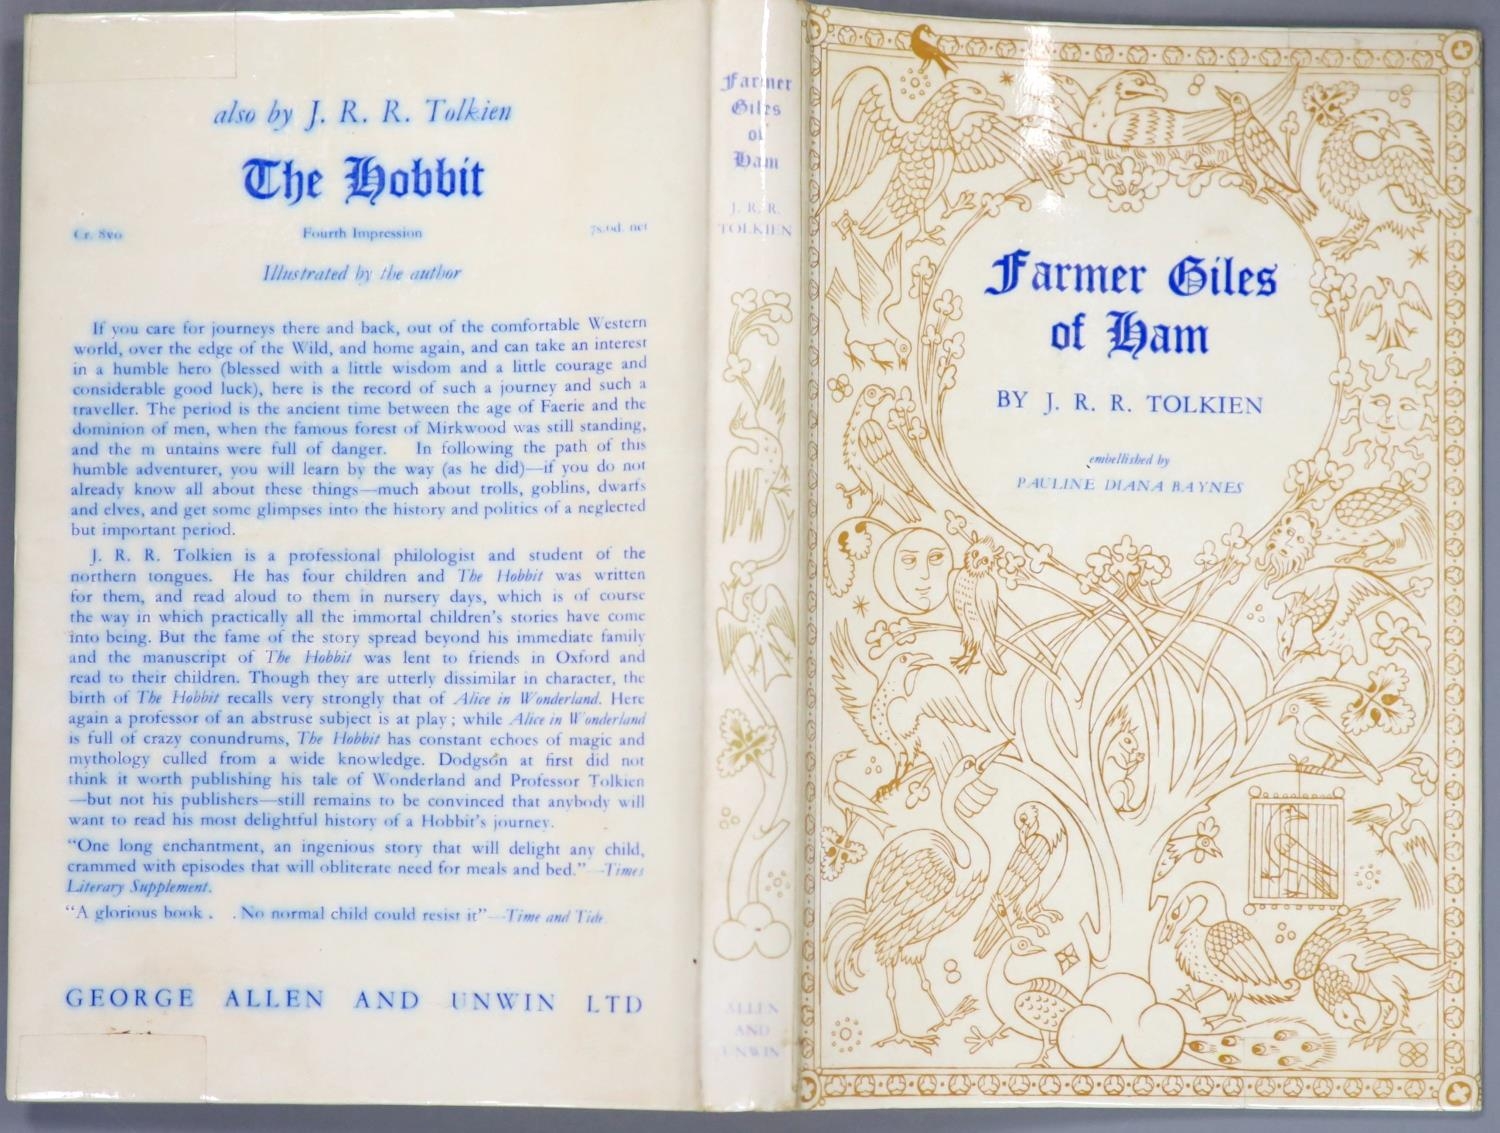 also by J. R. R. Tolkien
The Hobbit
Cr. 8vo Fourth Impression 7s.6d. net
Illustrated by the author
If you care for journeys there and back, out of the comfortable Western
world, over the edge of the Wild, and home again, and can take an interest
in a humble hero (blessed with a little wisdom and a little courage and
considerable good luck), here is the record of such a journey and such a
traveller. The period is the ancient time between the age of Faerie and the
dominion of men, when the famous forest of Mirkwood was still standing,
and the m untains were full of danger. In following the path of this
humble adventurer, you will learn by the way (as he did)—if you do not
already know all about these things—much about trolls, goblins, dwarfs
and elves, and get some glimpses into the history and politics of a neglected
but important period.
J. R. R. Tolkien is a professional philologist and student of the
northern tongues. He has four children and The Hobbit was written
for them, and read aloud to them in nursery days, which is of course
the way in which practically all the immortal children's stories have come
into being. But the fame of the story spread beyond his immediate family
and the manuscript of The Hobbit was lent to friends in Oxford and
read to their children. Though they are utterly dissimilar in character, the
birth of The Hobbit recalls very strongly that of Alice in Wonderland. Here
again a professor of an abstruse subject is at play; while Alice in Wonderland
is full of crazy conundrums, The Hobbit has constant echoes of magic and
mythology culled from a wide knowledge. Dodgson at first did not
think it worth publishing his tale of Wonderland and Professor Tolkien
—but not his publishers—still remains to be convinced that anybody will
want to read his most delightful history of a Hobbit's journey.
"One long enchantment, an ingenious story that will delight any child,
crammed with episodes that will obliterate need for meals and bed."—Times
Literary Supplement.
"A glorious book . . No normal child could resist it"—Time and Tide
GEORGE ALLEN AND UNWIN LTD
Farmer
Giles
of
Ham
J. R. R.
TOLKIEN
ALLEN
AND
UNWIN
Farmer Giles
of Ham
BY J. R. R. TOLKIEN
embellished by
PAULINE DIANA BAYNES